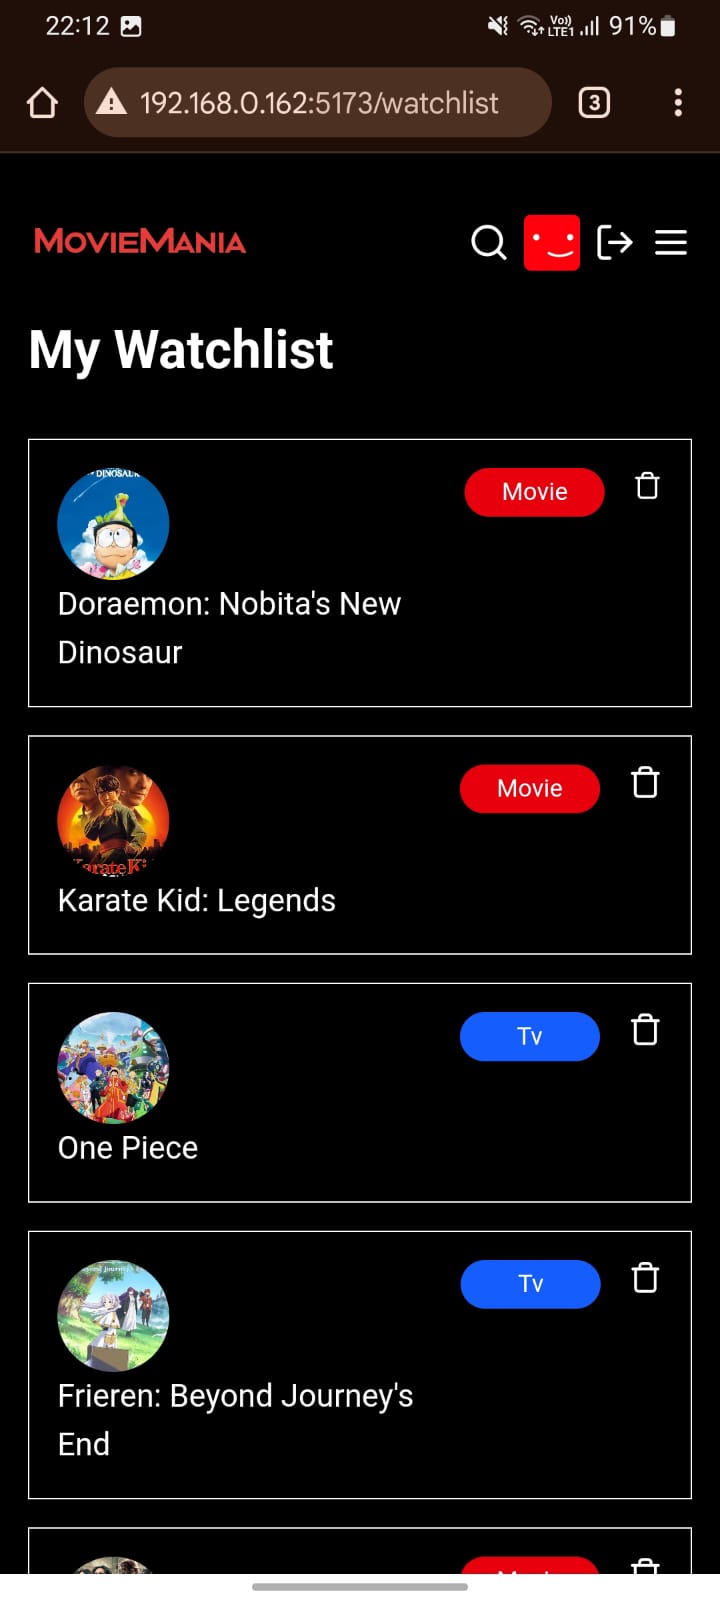 22:12
Vo))
LTE1
91%
192.168.0.162:5173/watchlist
3
MOVIEMANIA
My Watchlist
DINOSAUR
Movie
Doraemon: Nobita's New
Dinosaur
Movie
Karate Kid: Legends
Tv
One Piece
Tv
Frieren: Beyond Journey's
End